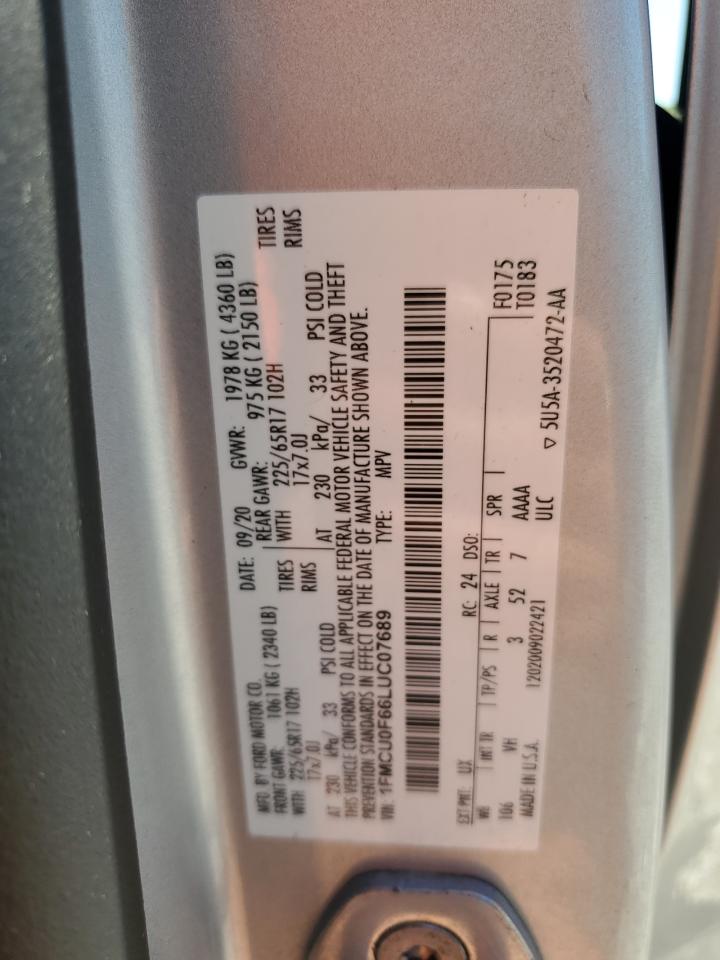 MFD. BY FORD MOTOR CO. DATE: 09/20 GVWR: 1978 KG ( 4360 LB)
FRONT GAWR: 1061 KG ( 2340 LB) REAR GAWR: 975 KG ( 2150 LB)
WITH 225/65R17 102H TIRES WITH 225/65R17 102H TIRES
17x7.0J RIMS 17x7.0J RIMS
AT 230 kPa/ 33 PSI COLD AT 230 kPa/ 33 PSI COLD
THIS VEHICLE CONFORMS TO ALL APPLICABLE FEDERAL MOTOR VEHICLE SAFETY AND THEFT
PREVENTION STANDARDS IN EFFECT ON THE DATE OF MANUFACTURE SHOWN ABOVE.
VIN: 1FMCU0F66LUC07689 TYPE: MPV
EXT PNT: UX RC: 24 DSO: F0175
WB INT TR TP/PS R AXLE TR SPR T0183
106 VH 3 52 7 AAAA
MADE IN U.S.A. 1202009022421 ULC
▽ 5U5A-3520472-AA